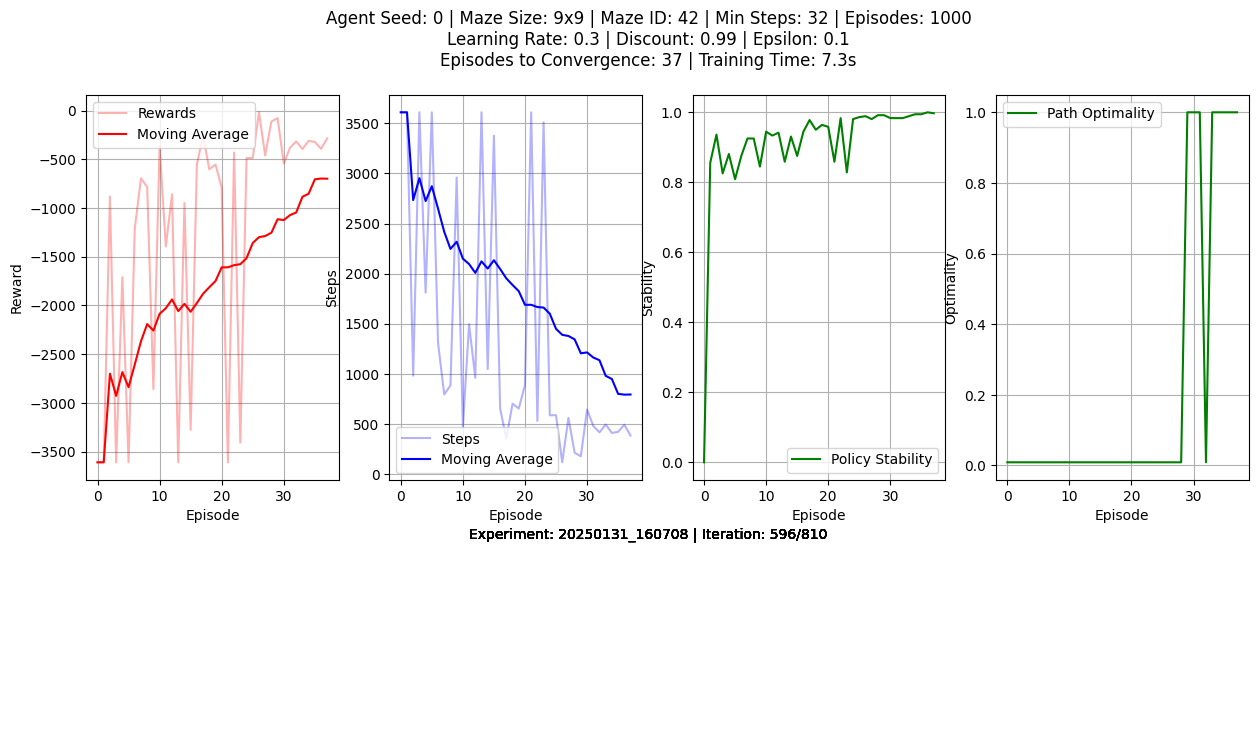 Agent Seed: 0 | Maze Size: 9x9 | Maze ID: 42 | Min Steps: 32 | Episodes: 1000
Learning Rate: 0.3 | Discount: 0.99 | Epsilon: 0.1
Episodes to Convergence: 37 | Training Time: 7.3s
Reward
0
−500
−1000
−1500
−2000
−2500
−3000
−3500
Rewards
Moving Average
0
10
20
30
Episode
Steps
3500
3000
2500
2000
1500
1000
500
0
Steps
Moving Average
0
10
20
30
Episode
Stability
1.0
0.8
0.6
0.4
0.2
0.0
Policy Stability
0
10
20
30
Episode
Optimality
1.0
0.8
0.6
0.4
0.2
0.0
Path Optimality
0
10
20
30
Episode
Experiment: 20250131_160708 | Iteration: 596/810